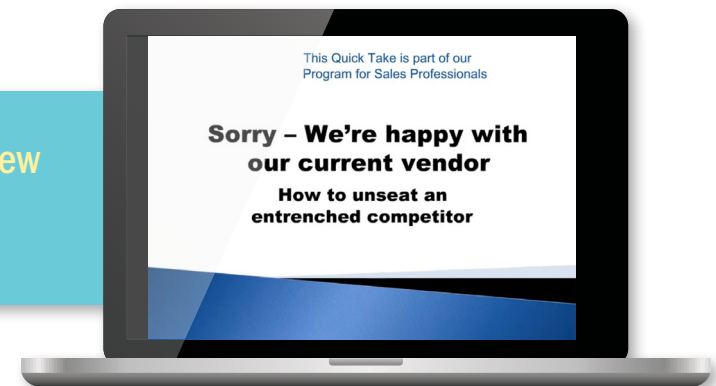 This Quick Take is part of our
Program for Sales Professionals
Sorry – We're happy with
our current vendor
How to unseat an
entrenched competitor